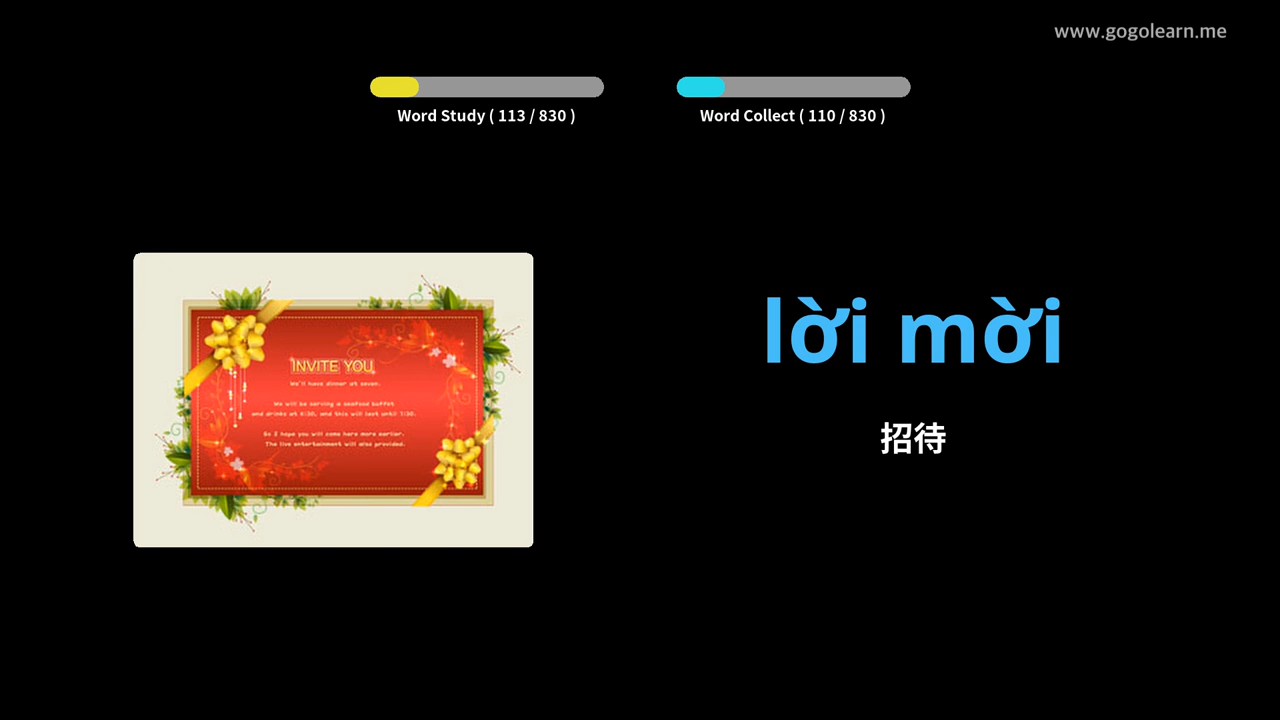 www.gogolearn.me
Word Study ( 113 / 830 )
Word Collect ( 110 / 830 )
INVITE YOU
We'll have dinner at seven.
We will be serving a seafood buffet
and drinks at 6:30, and this will last until 7:30.
So I hope you will come here more earlier.
The live entertainment will also provided.
lời mời
招待